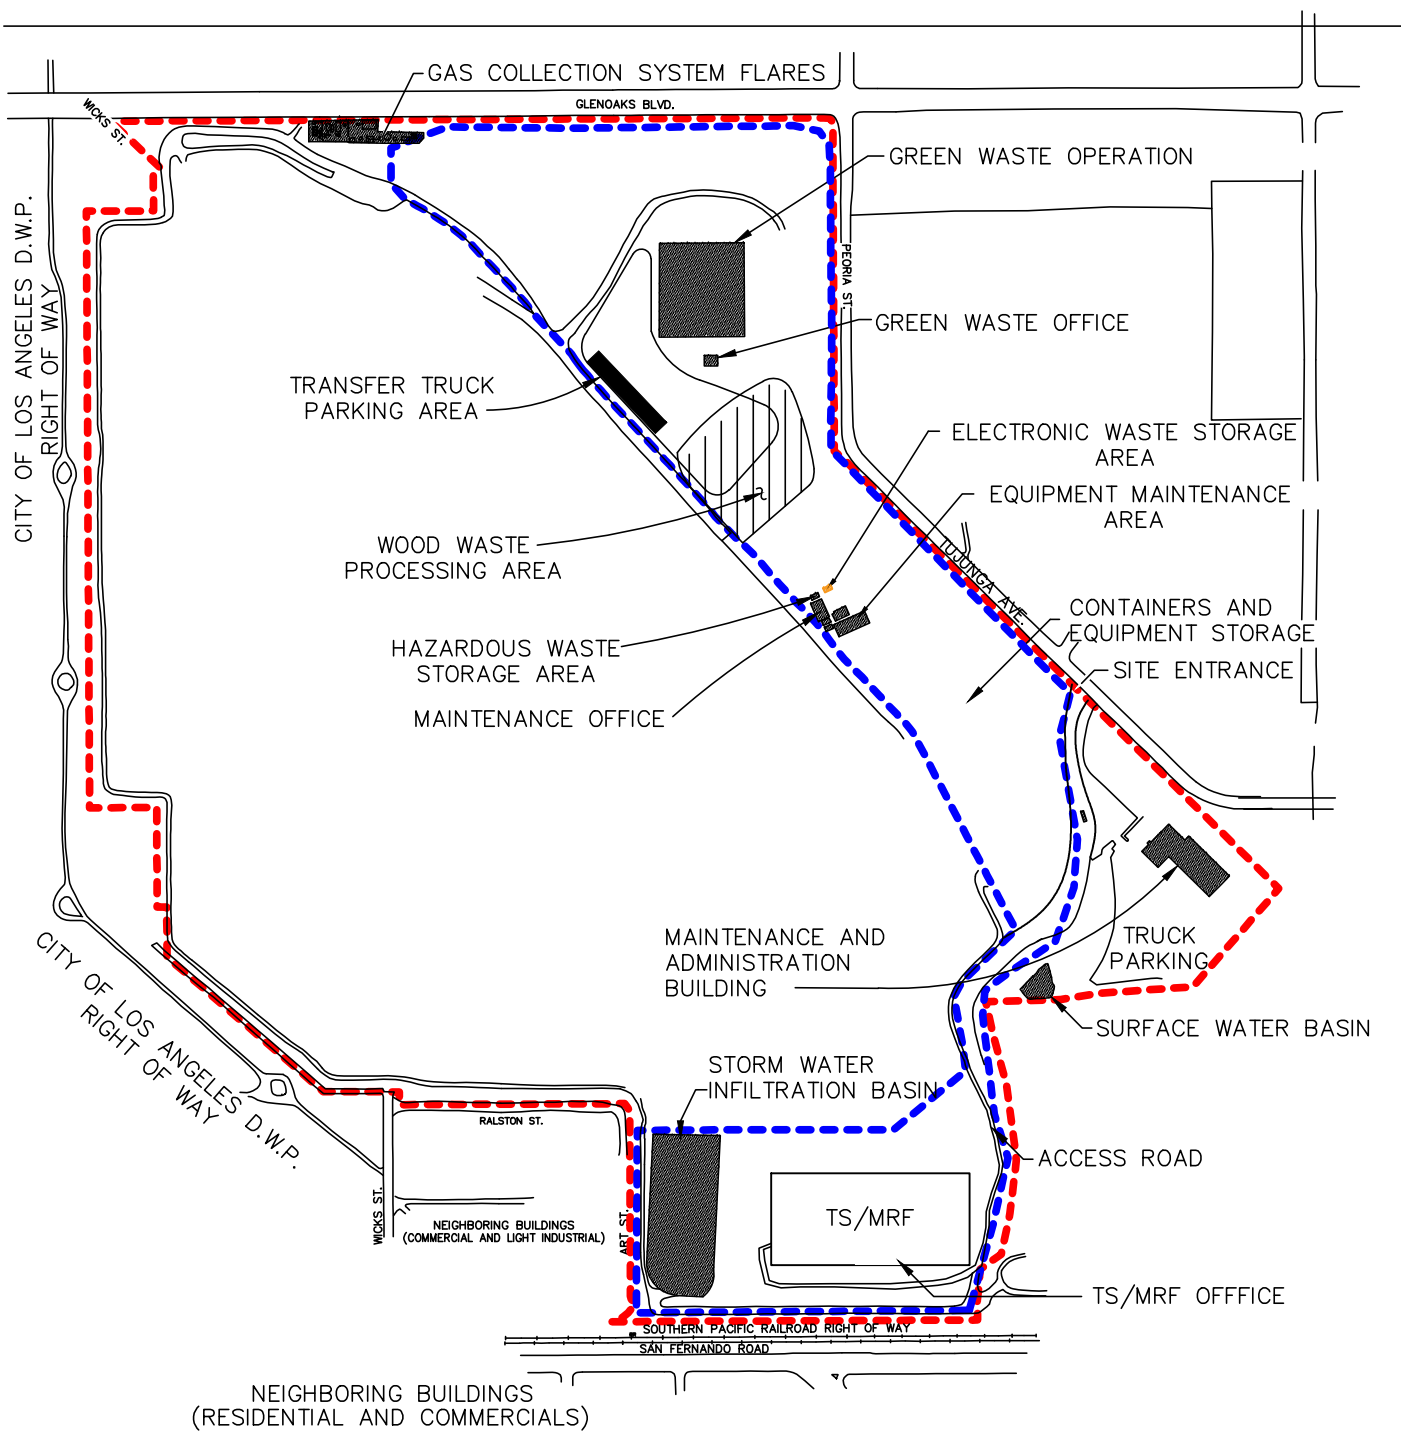 GAS COLLECTION SYSTEM FLARES
GLENOAKS BLVD.
WICKS ST.
GREEN WASTE OPERATION
CITY OF LOS ANGELES D.W.P.
RIGHT OF WAY
PEORIA ST.
GREEN WASTE OFFICE
TRANSFER TRUCK
PARKING AREA
ELECTRONIC WASTE STORAGE
AREA
EQUIPMENT MAINTENANCE
AREA
WOOD WASTE
PROCESSING AREA
TUJUNGA AVE.
CONTAINERS AND
EQUIPMENT STORAGE
HAZARDOUS WASTE
STORAGE AREA
SITE ENTRANCE
MAINTENANCE OFFICE
MAINTENANCE AND
ADMINISTRATION
BUILDING
TRUCK
PARKING
CITY OF LOS ANGELES D.W.P.
RIGHT OF WAY
SURFACE WATER BASIN
STORM WATER
INFILTRATION BASIN
RALSTON ST.
ACCESS ROAD
WICKS ST.
NEIGHBORING BUILDINGS
(COMMERCIAL AND LIGHT INDUSTRIAL)
ART ST.
TS/MRF
TS/MRF OFFFICE
SOUTHERN PACIFIC RAILROAD RIGHT OF WAY
SAN FERNANDO ROAD
NEIGHBORING BUILDINGS
(RESIDENTIAL AND COMMERCIALS)